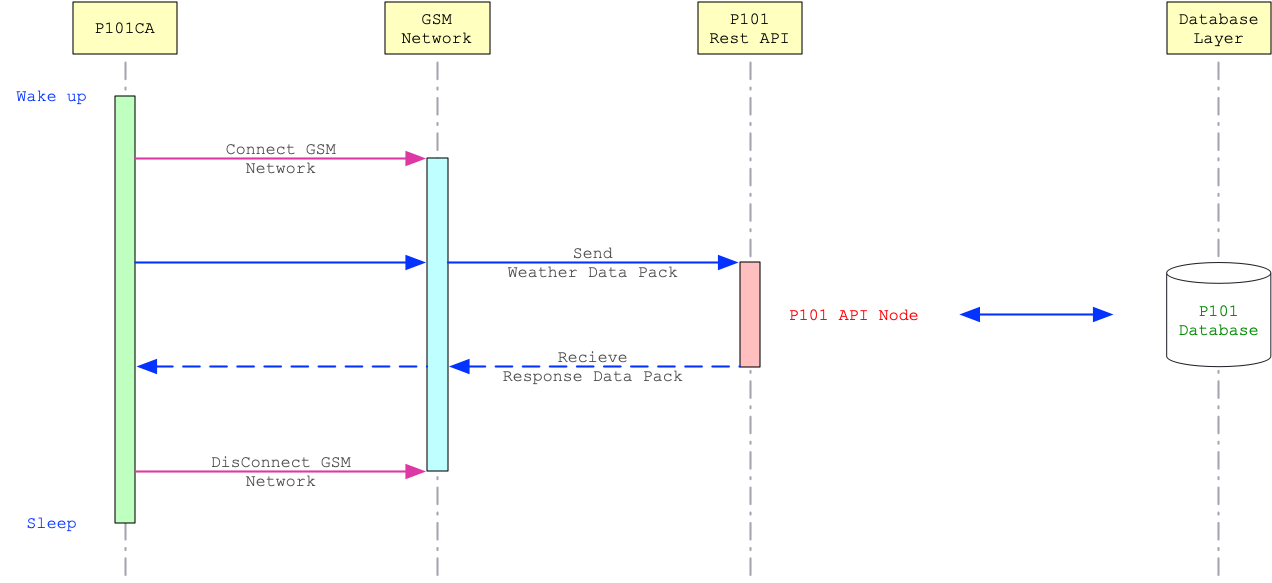 P101CA
GSM
Network
P101
Rest API
Database
Layer
Wake up
Connect GSM
Network
Send
Weather Data Pack
P101 API Node
P101
Database
Recieve
Response Data Pack
DisConnect GSM
Network
Sleep